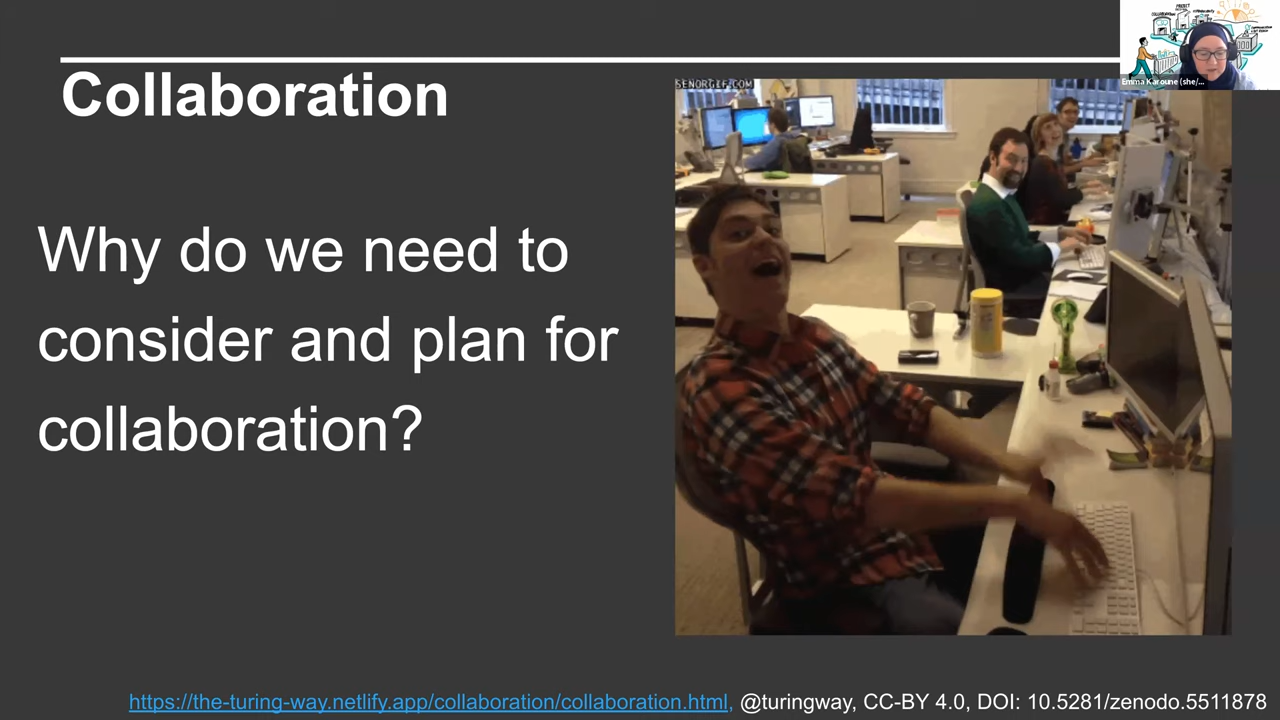 Collaboration
Why do we need to
consider and plan for
collaboration?
SENORGIF.COM
Emma Karoune (she/...
https://the-turing-way.netlify.app/collaboration/collaboration.html, @turingway, CC-BY 4.0, DOI: 10.5281/zenodo.5511878